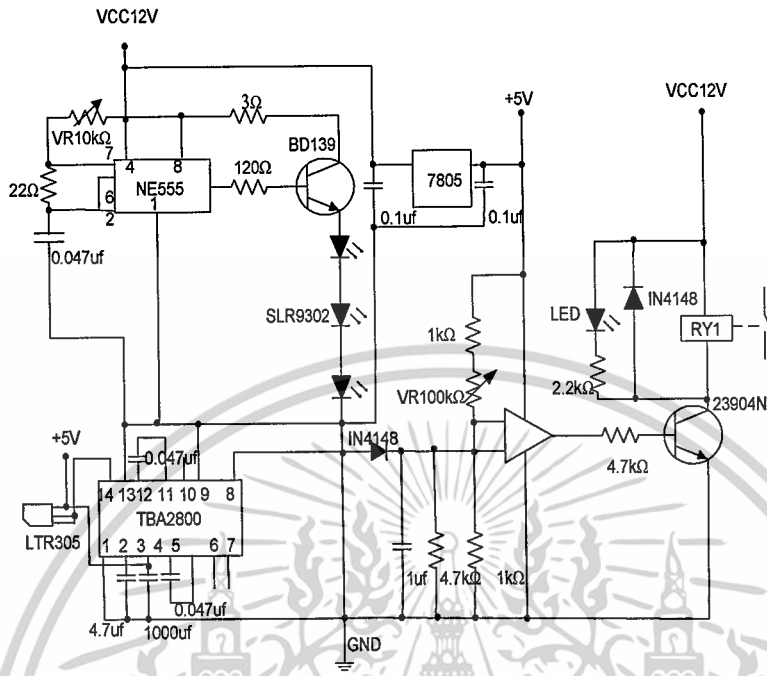 VCC12V
VR10kΩ
3Ω
BD139
+5V
VCC12V
7
4
8
NE555
120Ω
7805
22Ω
6
1
2
0.1uf
0.1uf
0.047uf
SLR9302
LED
IN4148
RY1
1kΩ
VR100kΩ
2.2kΩ
23904N
+5V
IN4148
0.047uf
4.7kΩ
14 13 12 11 10 9 8
TBA2800
LTR305
1 2 3 4 5 6 7
1uf
4.7kΩ
1kΩ
0.047uf
4.7uf
1000uf
GND